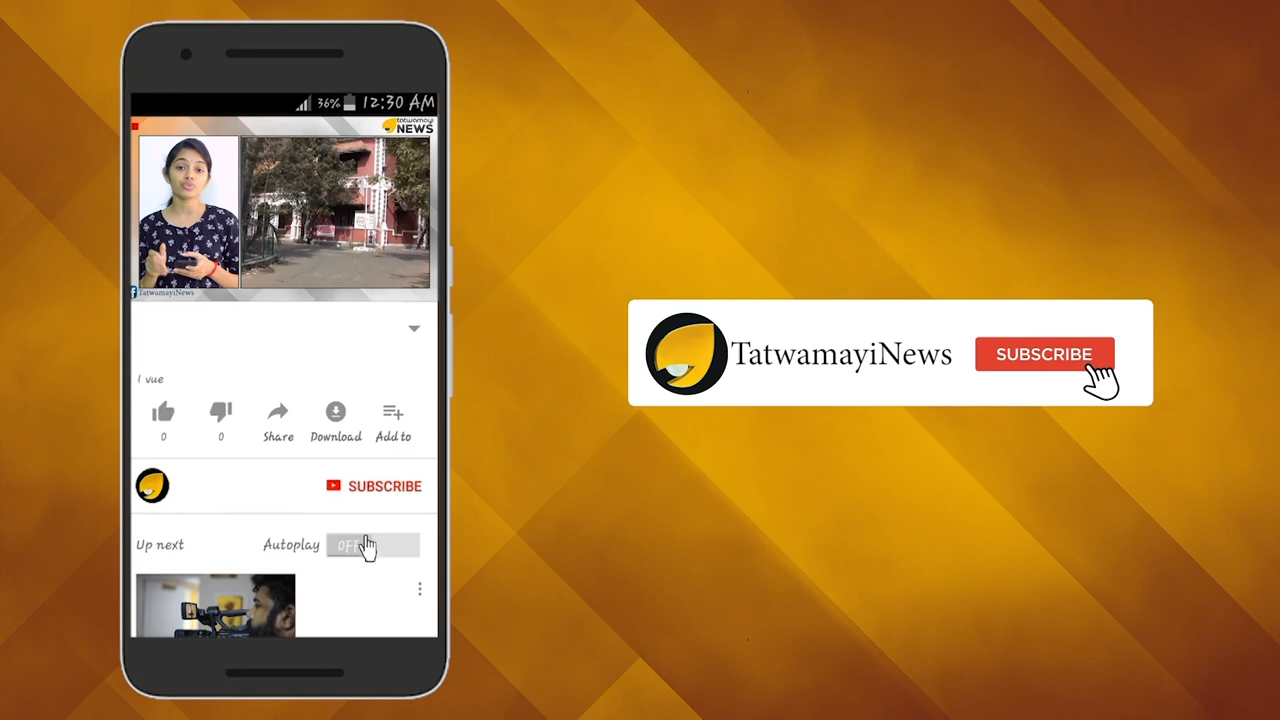 36% 12:30 AM
tatwamayi
NEWS
TatwamayiNews
1 vue
0 0 Share Download Add to
SUBSCRIBE
Up next Autoplay OFF
TatwamayiNews SUBSCRIBE